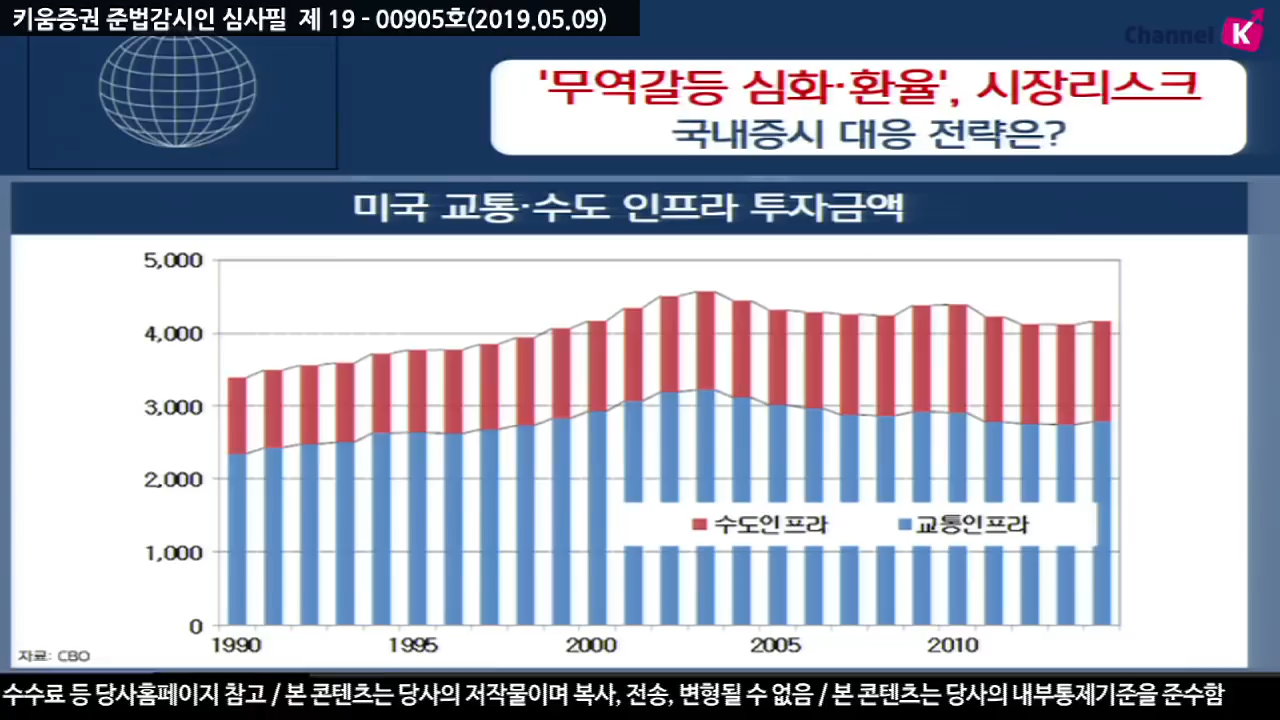 키움증권 준법감시인 심사필 제 19 - 00905호(2019.05.09)
Channel K
'무역갈등 심화·환율', 시장리스크
국내증시 대응 전략은?
미국 교통·수도 인프라 투자금액
5,000
4,000
3,000
2,000
1,000
0
수도인프라 교통인프라
1990 1995 2000 2005 2010
자료: CBO
수수료 등 당사홈페이지 참고 / 본 콘텐츠는 당사의 저작물이며 복사, 전송, 변형될 수 없음 / 본 콘텐츠는 당사의 내부통제기준을 준수함